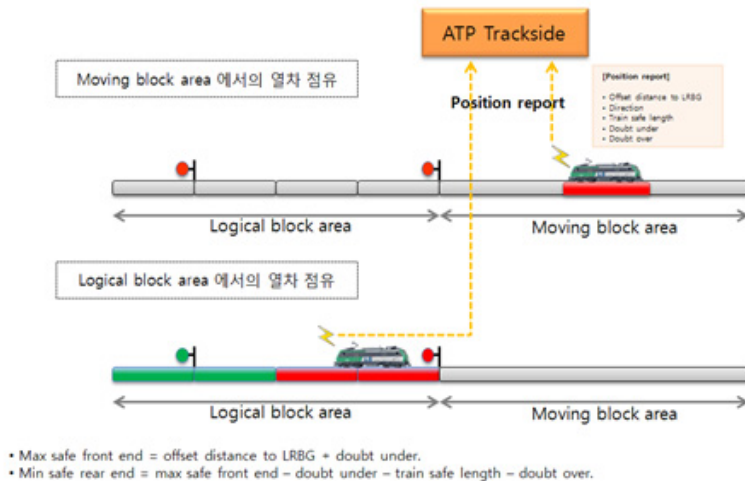 ATP Trackside
Moving block area 에서의 열차 점유
Position report
[Position report]
• Offset distance to LRBG
• Direction
• Train safe length
• Doubt under
• Doubt over
Logical block area
Moving block area
Logical block area 에서의 열차 점유
Logical block area
Moving block area
• Max safe front end = offset distance to LRBG + doubt under.
• Min safe rear end = max safe front end – doubt under – train safe length – doubt over.